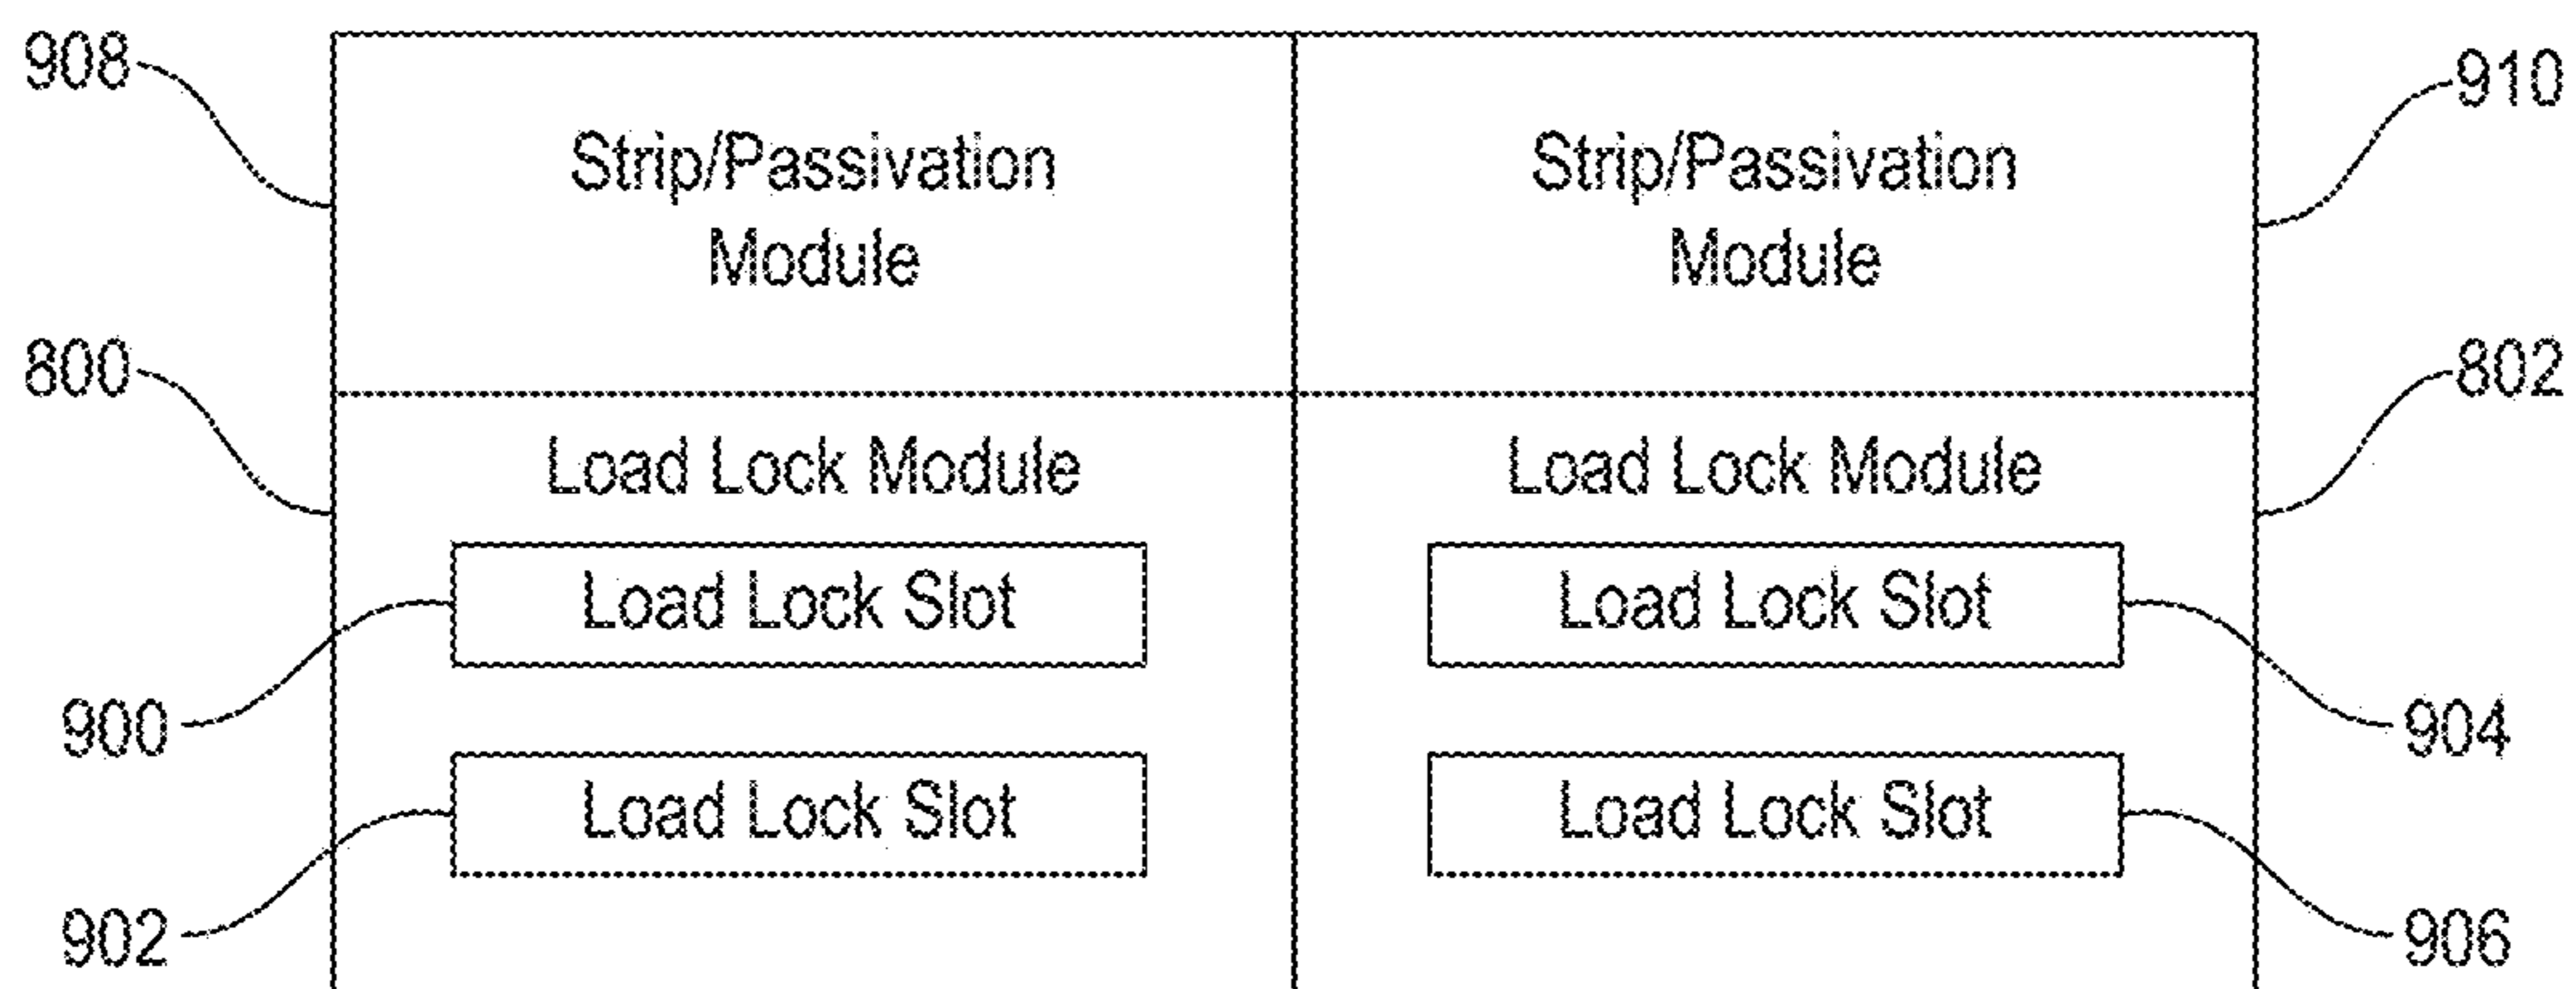 908
910
Strip/Passivation
Module
Strip/Passivation
Module
800
802
Load Lock Module
Load Lock Module
Load Lock Slot
Load Lock Slot
900
904
Load Lock Slot
Load Lock Slot
902
906